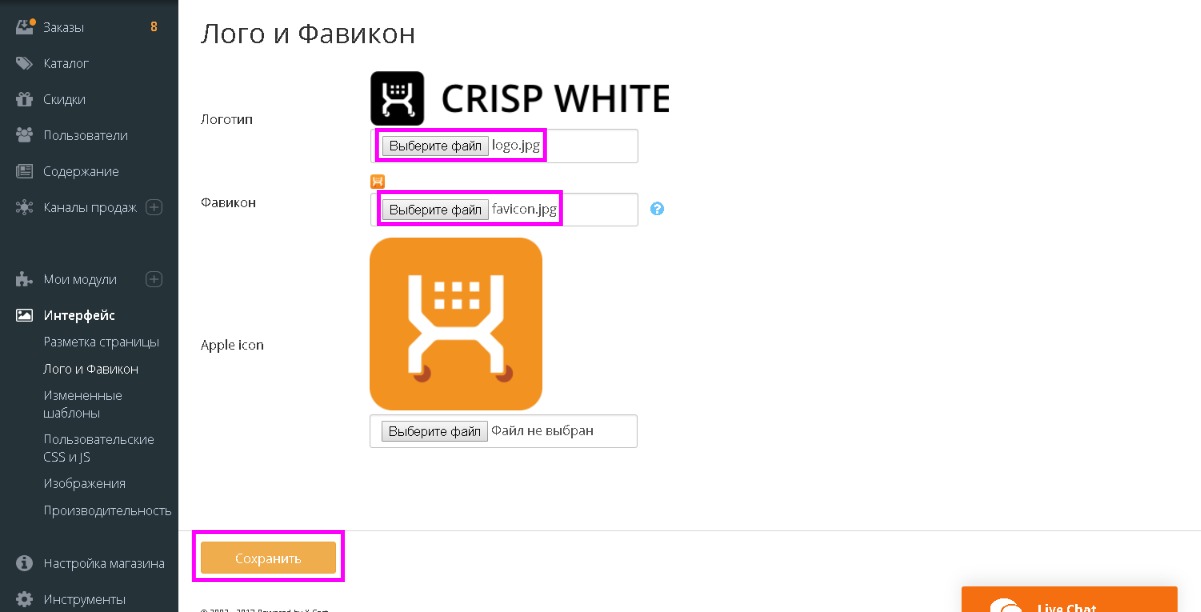 Заказы 8
Каталог
Скидки
Пользователи
Содержание
Каналы продаж
Мои модули
Интерфейс
Разметка страницы
Лого и Фавикон
Измененные
шаблоны
Пользовательские
CSS и JS
Изображения
Производительность
Настройка магазина
Инструменты
Лого и Фавикон
Логотип
CRISP WHITE
Выберите файл logo.jpg
Фавикон
Выберите файл favicon.jpg
?
Apple icon
Выберите файл Файл не выбран
Сохранить
Live Chat